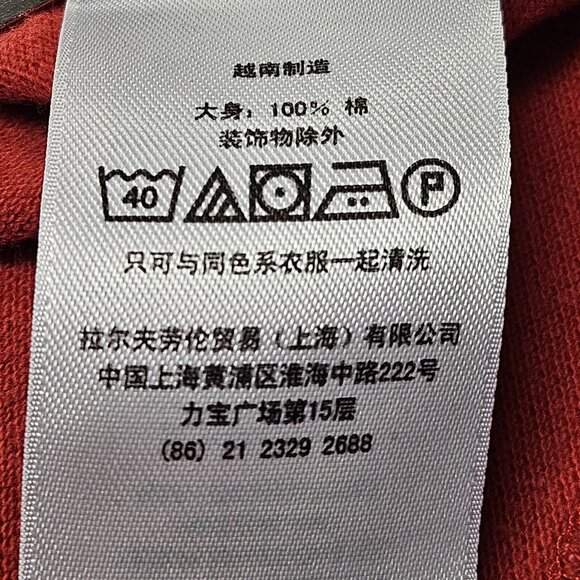 越南制造
大身：100% 棉
装饰物除外
40 P
只可与同色系衣服一起清洗
拉尔夫劳伦贸易（上海）有限公司
中国上海黄浦区淮海中路222号
力宝广场第15层
(86) 21 2329 2688